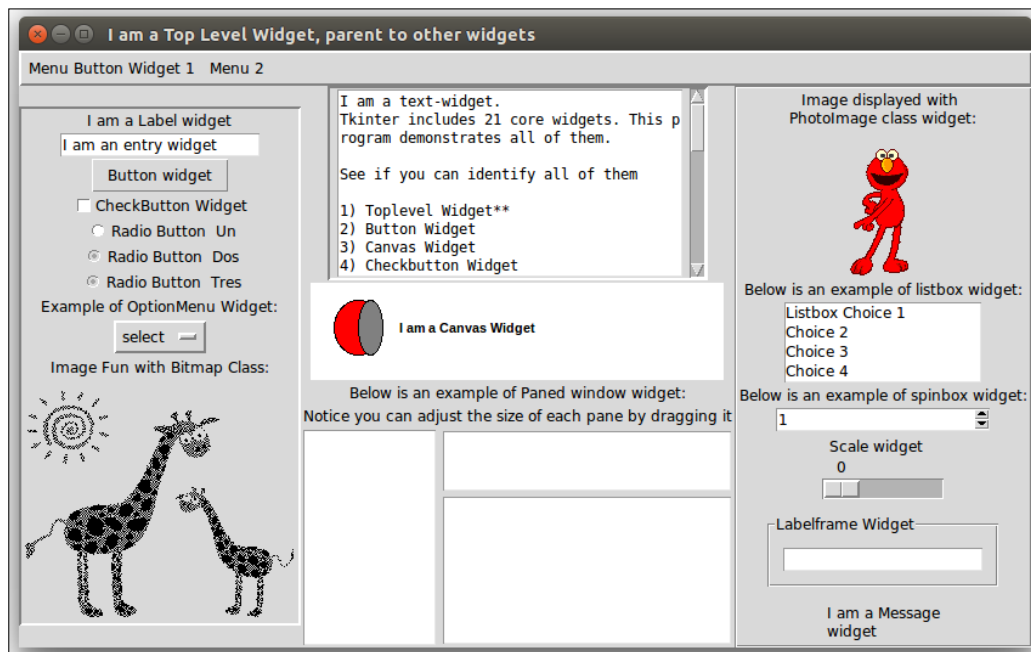 I am a Top Level Widget, parent to other widgets
Menu Button Widget 1 Menu 2
I am a Label widget
I am an entry widget
Button widget
CheckButton Widget
Radio Button Un
Radio Button Dos
Radio Button Tres
Example of OptionMenu Widget:
select
Image Fun with Bitmap Class:
I am a text-widget.
Tkinter includes 21 core widgets. This p
rogram demonstrates all of them.
See if you can identify all of them
1) Toplevel Widget**
2) Button Widget
3) Canvas Widget
4) Checkbutton Widget
I am a Canvas Widget
Below is an example of Paned window widget:
Notice you can adjust the size of each pane by dragging it
Image displayed with
PhotoImage class widget:
Below is an example of listbox widget:
Listbox Choice 1
Choice 2
Choice 3
Choice 4
Below is an example of spinbox widget:
1
Scale widget
0
Labelframe Widget
I am a Message
widget